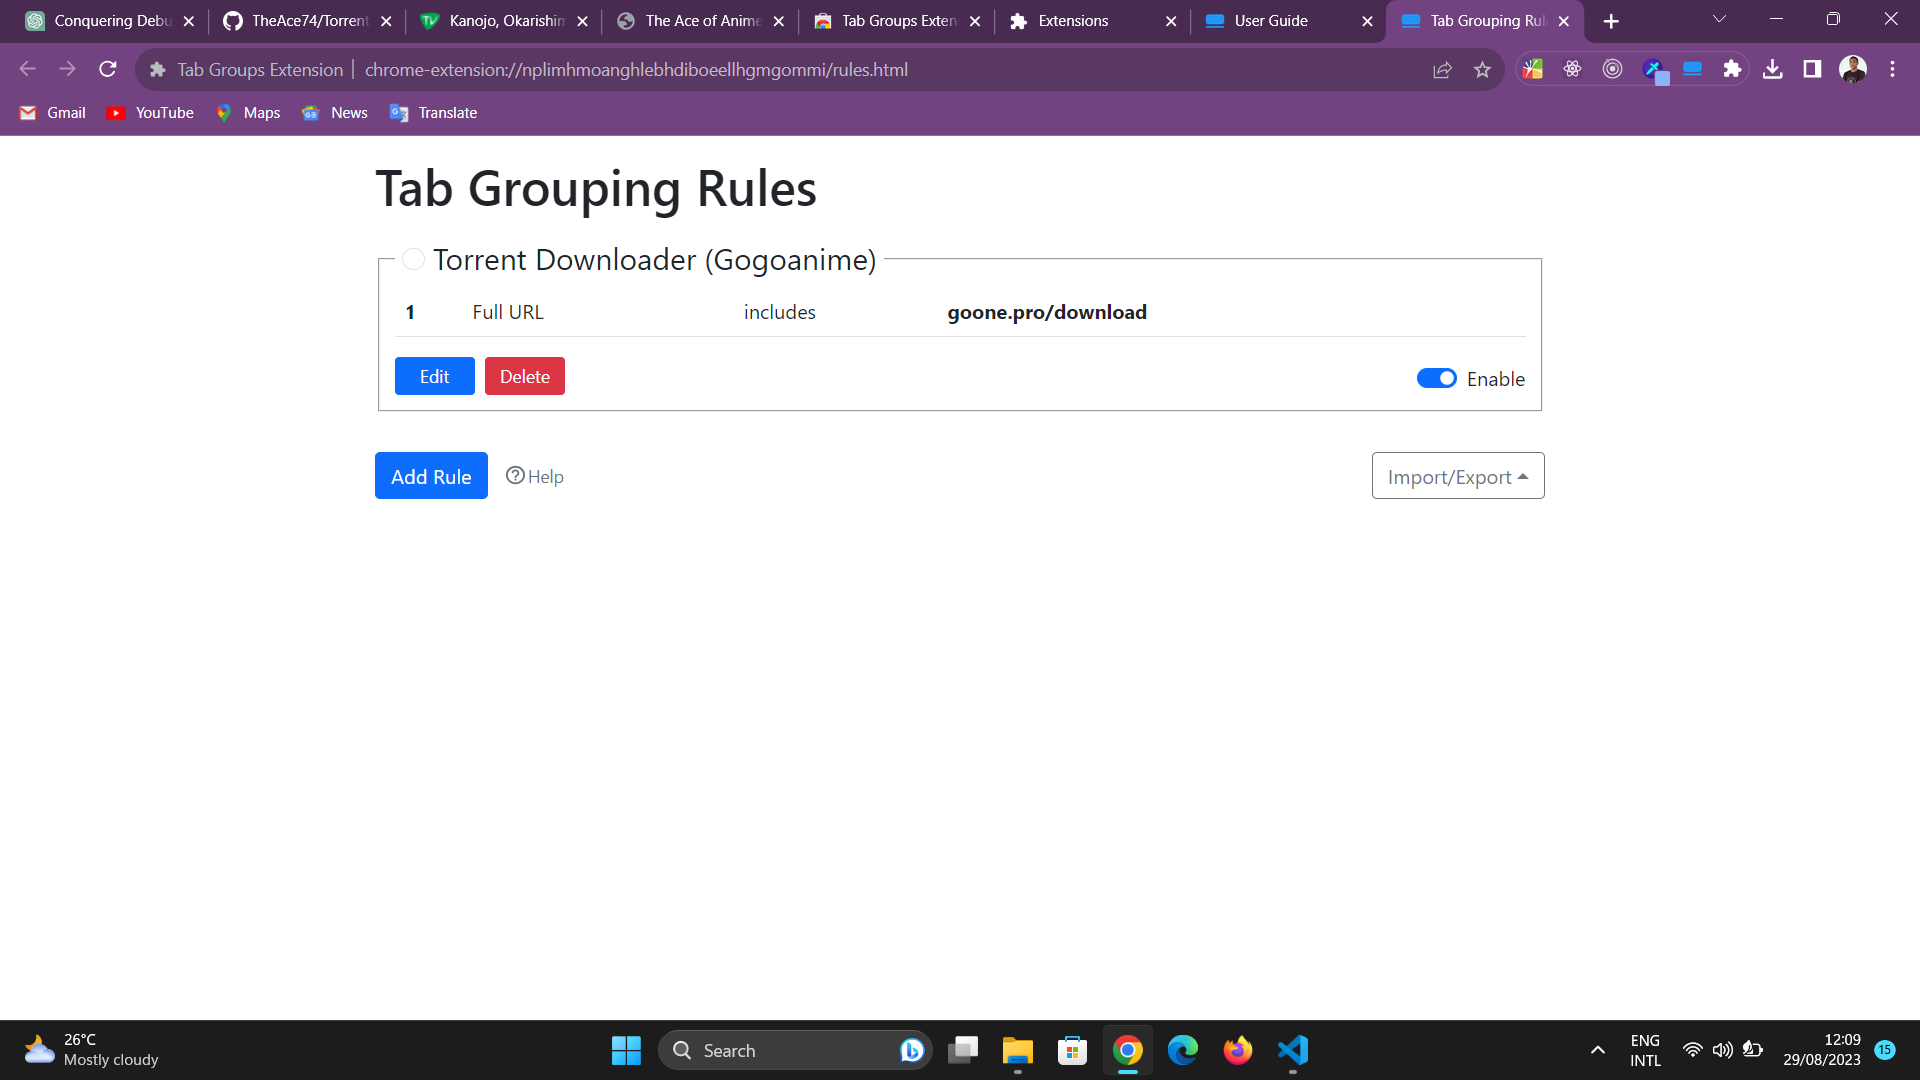 Conquering Debu
TheAce74/Torrent
Kanojo, Okarishim
The Ace of Anime
Tab Groups Exten
Extensions
User Guide
Tab Grouping Rul
Tab Groups Extension | chrome-extension://nplimhmoanghlebhdiboeellhgmgommi/rules.html
Gmail YouTube Maps News Translate
Tab Grouping Rules
Torrent Downloader (Gogoanime)
1 Full URL includes goone.pro/download
Edit Delete Enable
Add Rule Help Import/Export
26°C
Mostly cloudy
Search
ENG
INTL
12:09
29/08/2023
15